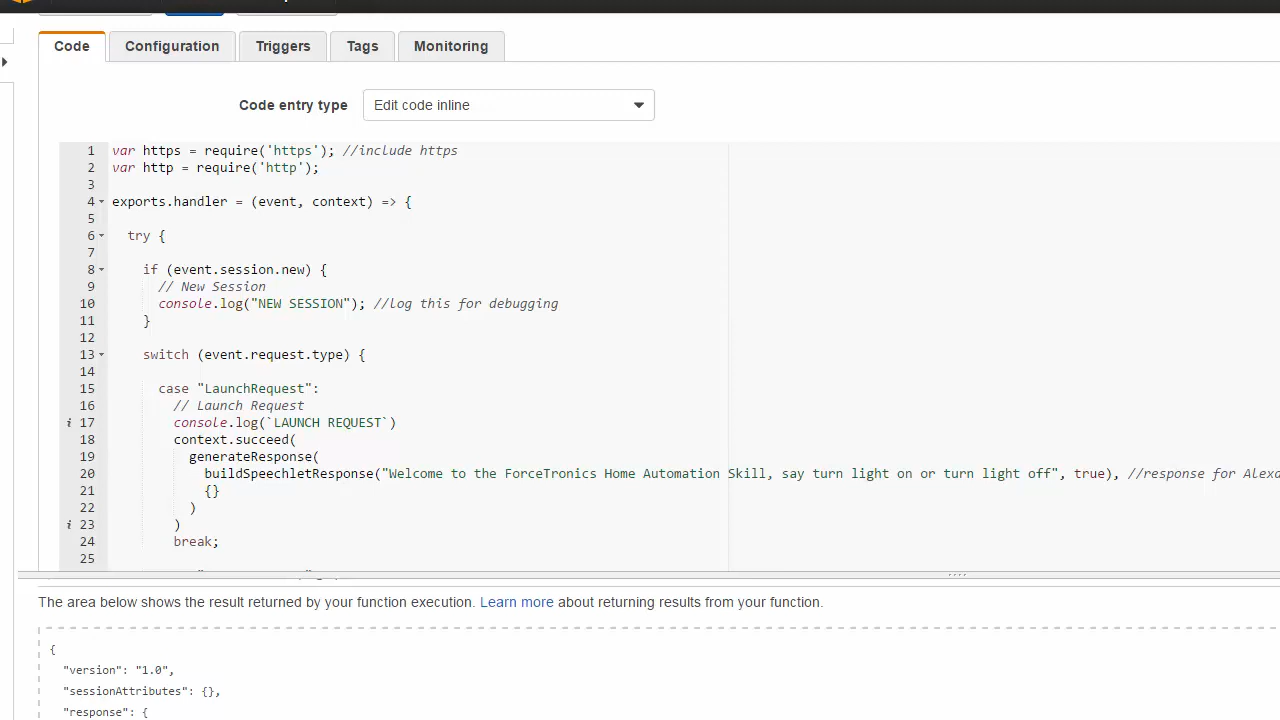 Code Configuration Triggers Tags Monitoring
Code entry type Edit code inline
1 var https = require('https'); //include https
2 var http = require('http');
3
4 exports.handler = (event, context) => {
5
6 try {
7
8 if (event.session.new) {
9 // New Session
10 console.log("NEW SESSION"); //log this for debugging
11 }
12
13 switch (event.request.type) {
14
15 case "LaunchRequest":
16 // Launch Request
i 17 console.log(`LAUNCH REQUEST`)
18 context.succeed(
19 generateResponse(
20 buildSpeechletResponse("Welcome to the ForceTronics Home Automation Skill, say turn light on or turn light off", true), //response for Alexa
21 {}
22 )
i 23 )
24 break;
25
The area below shows the result returned by your function execution. Learn more about returning results from your function.
{
"version": "1.0",
"sessionAttributes": {},
"response": {